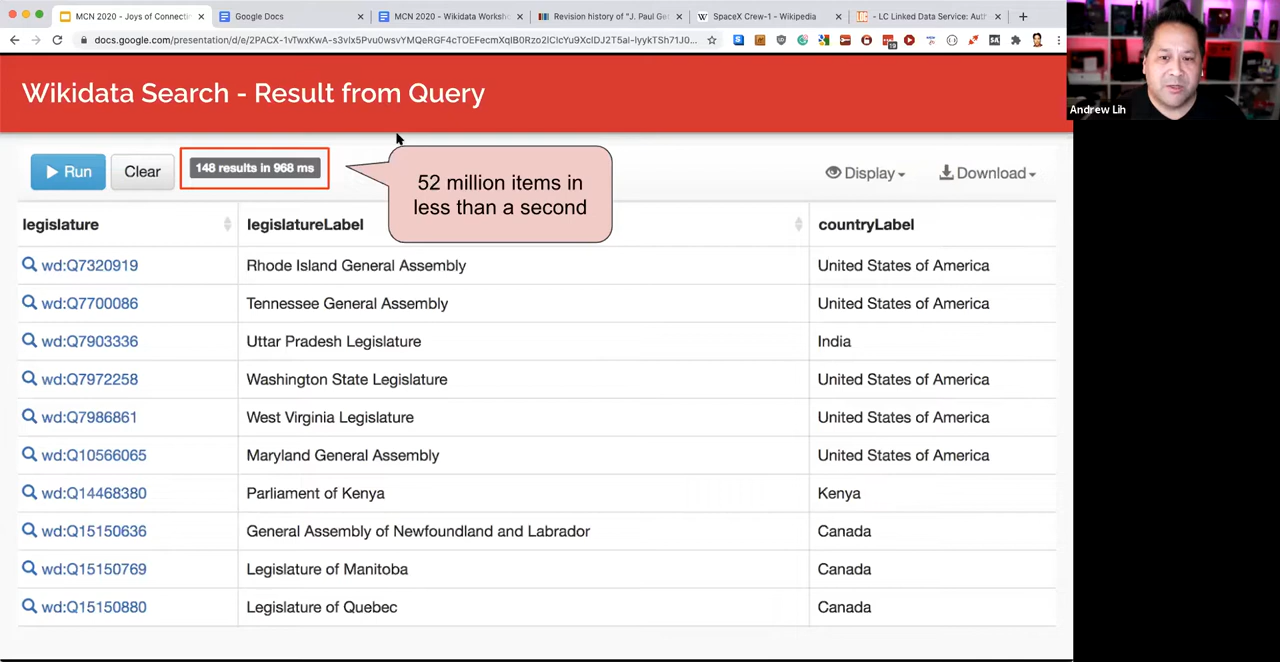 MCN 2020 - Joys of Connectin
Google Docs
MCN 2020 - Wikidata Worksho
Revision history of "J. Paul Get
SpaceX Crew-1 - Wikipedia
- LC Linked Data Service: Auth
Andrew Lih
Wikidata Search - Result from Query
Run
Clear
148 results in 968 ms
52 million items in
less than a second
Display
Download
legislature legislatureLabel countryLabel
wd:Q7320919 Rhode Island General Assembly United States of America
wd:Q7700086 Tennessee General Assembly United States of America
wd:Q7903336 Uttar Pradesh Legislature India
wd:Q7972258 Washington State Legislature United States of America
wd:Q7986861 West Virginia Legislature United States of America
wd:Q10566065 Maryland General Assembly United States of America
wd:Q14468380 Parliament of Kenya Kenya
wd:Q15150636 General Assembly of Newfoundland and Labrador Canada
wd:Q15150769 Legislature of Manitoba Canada
wd:Q15150880 Legislature of Quebec Canada